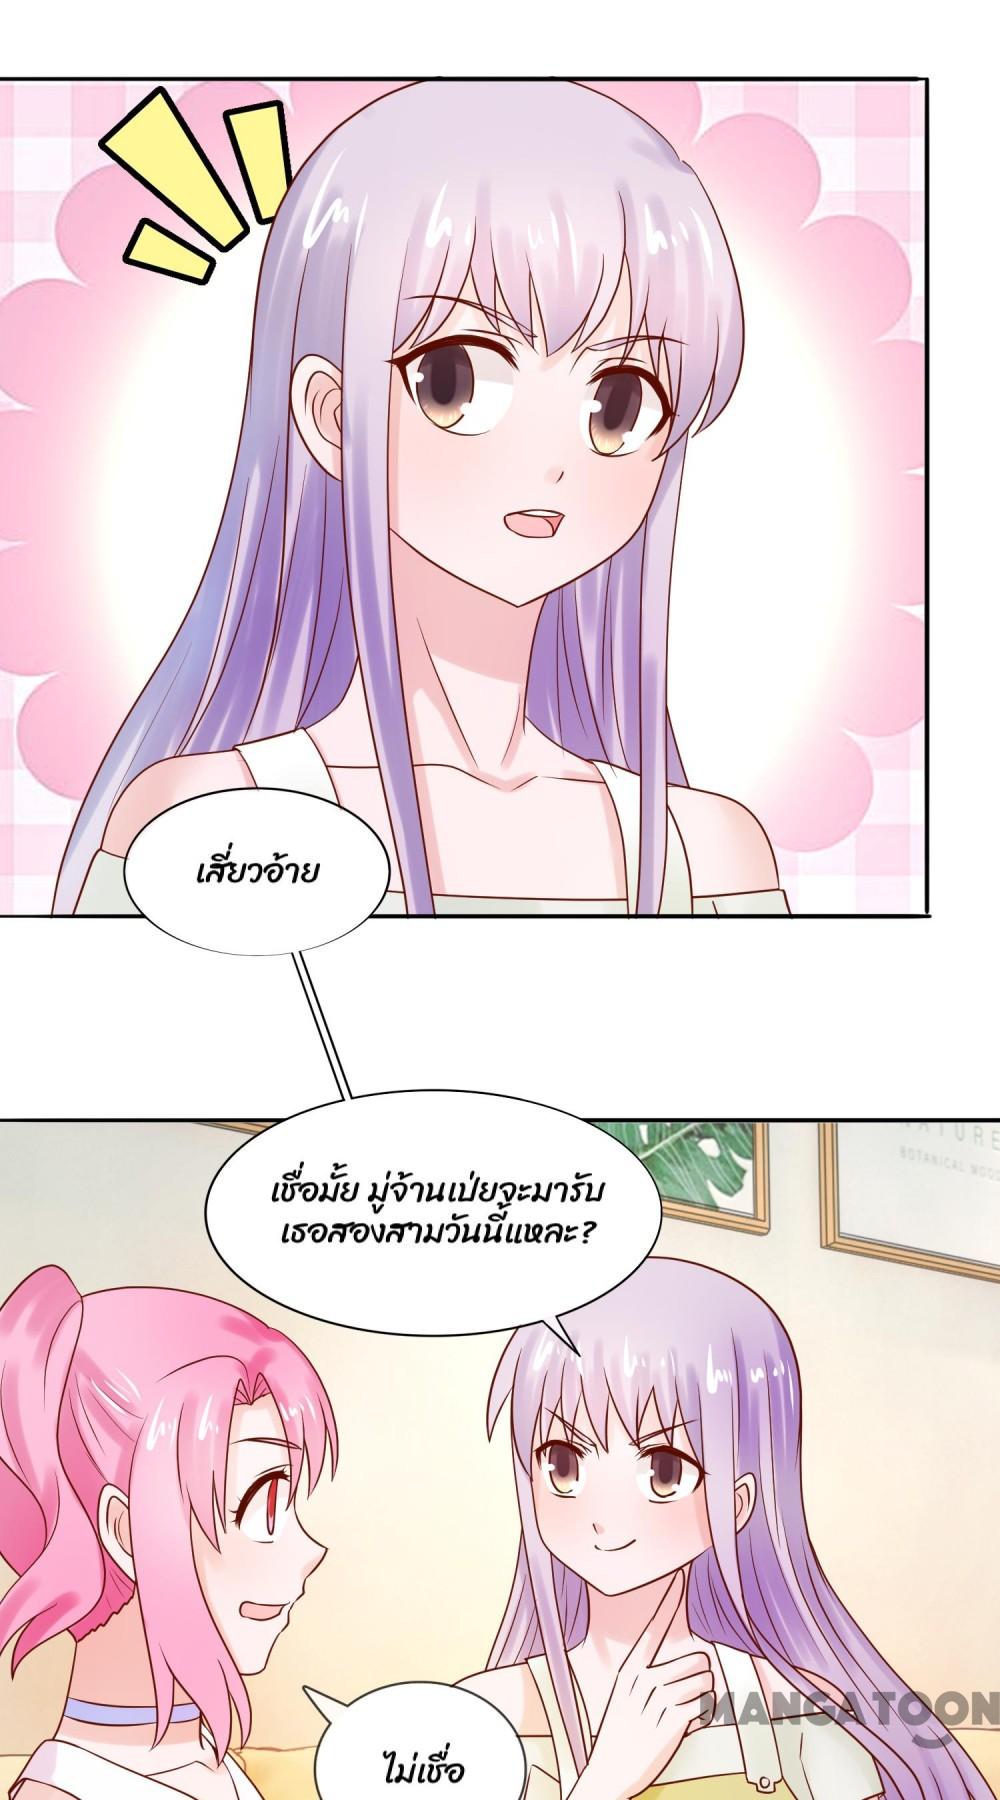 เสี่ยวอ้าย
เชื่อมั้ย มู่จ้านเป่ยจะมารับ
เธอสองสามวันนี้แหละ?
NATURE
BOTANICAL MOOD
ไม่เชื่อ
MANGATOON